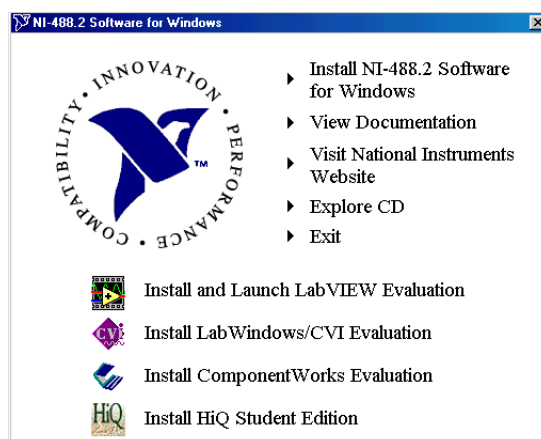 NI-488.2 Software for Windows
COMPATIBILITY • INNOVATION • PERFORMANCE •
TM
Install NI-488.2 Software
for Windows
View Documentation
Visit National Instruments
Website
Explore CD
Exit
Install and Launch LabVIEW Evaluation
CVI
Install LabWindows/CVI Evaluation
Install ComponentWorks Evaluation
HiQ
Install HiQ Student Edition